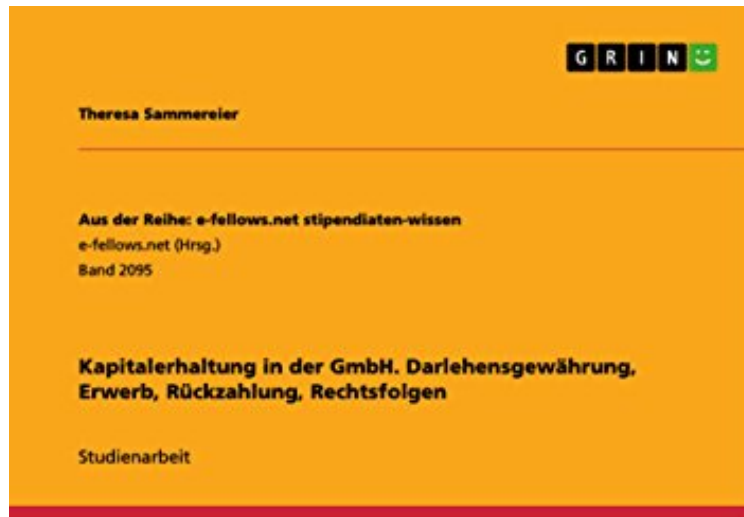 GRIN
Theresa Sammereier
Aus der Reihe: e-fellows.net stipendiaten-wissen
e-fellows.net (Hrsg.)
Band 2095
Kapitalerhaltung in der GmbH. Darlehensgewährung,
Erwerb, Rückzahlung, Rechtsfolgen
Studienarbeit